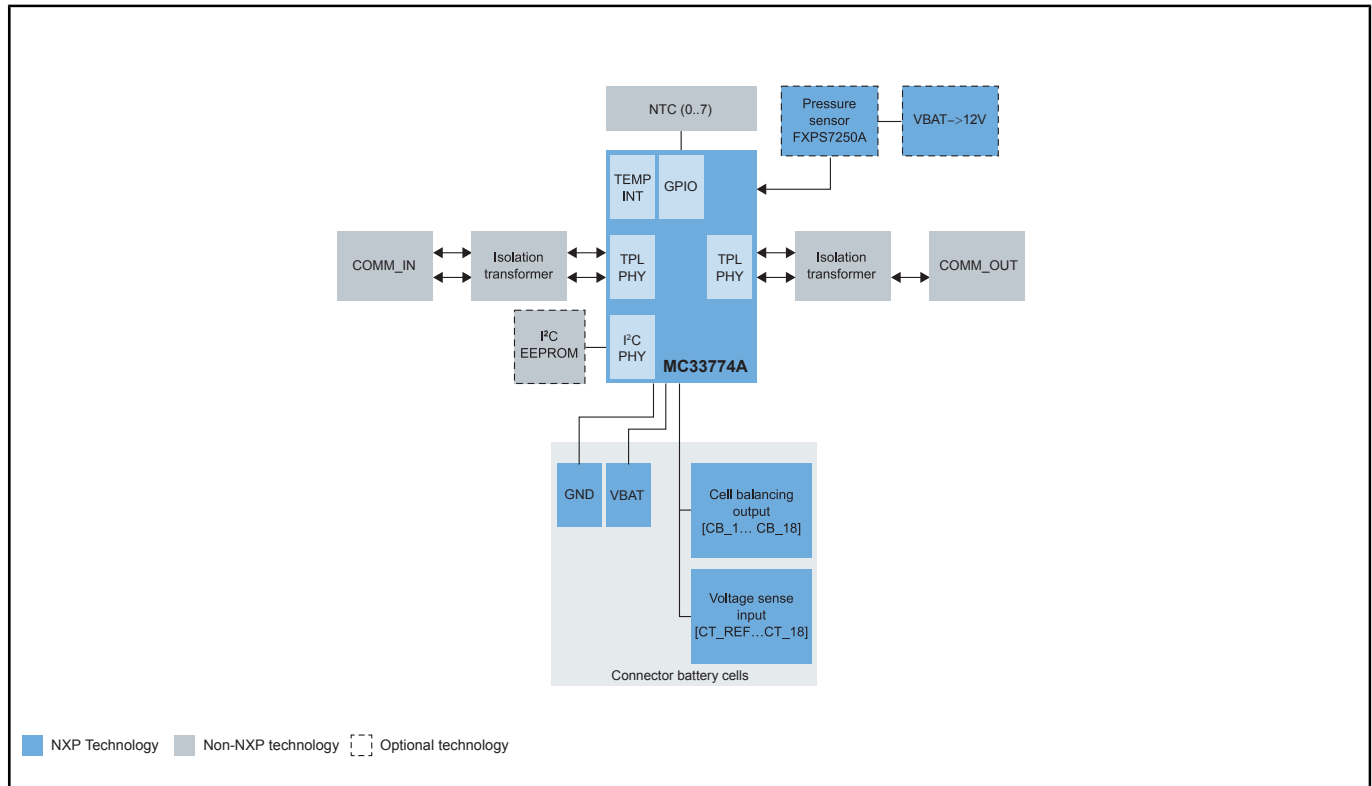 NTC (0..7)
Pressure
sensor
FXPS7250A
VBAT->12V
TEMP
INT
GPIO
COMM_IN
Isolation
transformer
TPL
PHY
TPL
PHY
Isolation
transformer
COMM_OUT
I²C
EEPROM
I²C
PHY
MC33774A
GND
VBAT
Cell balancing
output
[CB_1... CB_18]
Voltage sense
input
[CT_REF...CT_18]
Connector battery cells
NXP Technology
Non-NXP technology
Optional technology